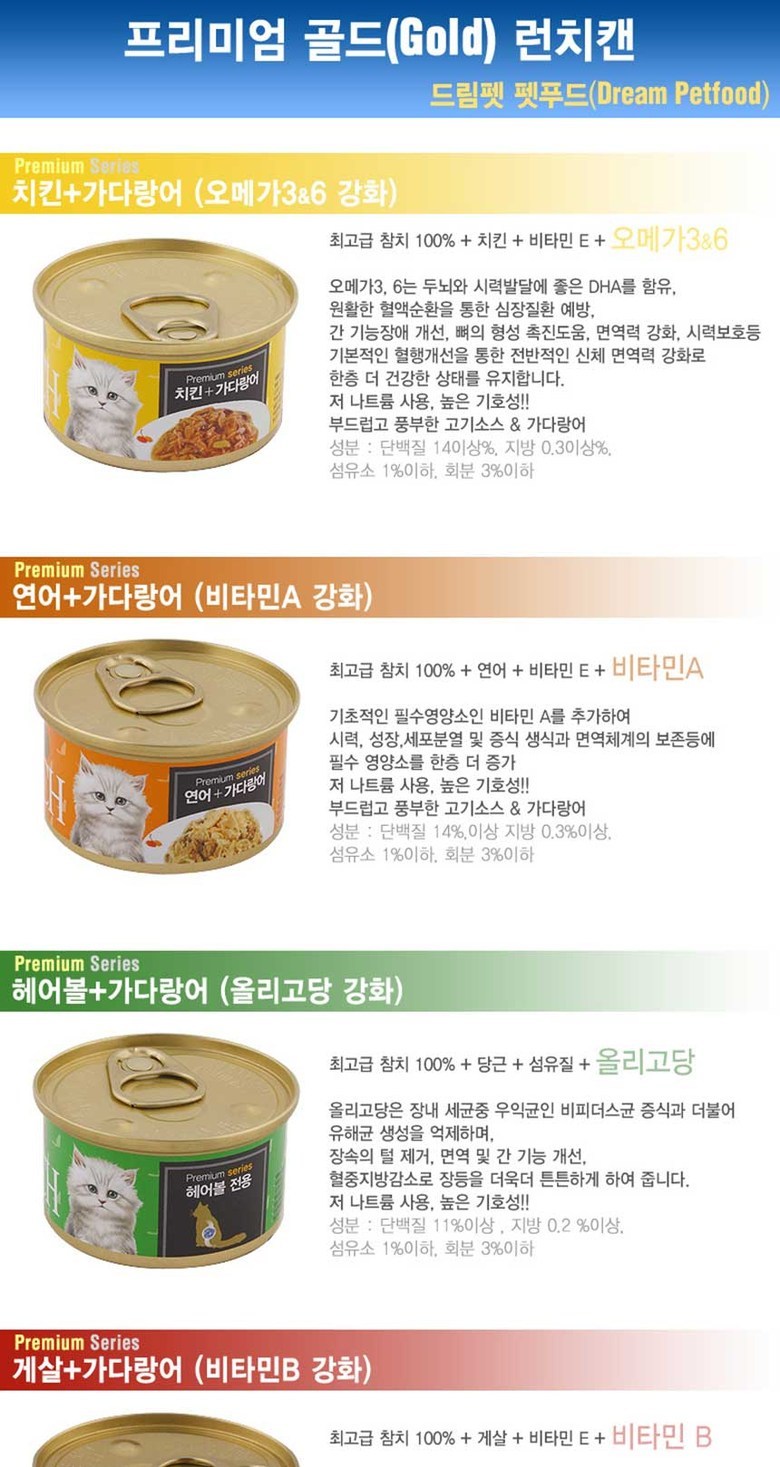 프리미엄 골드(Gold) 런치캔
드림펫 펫푸드(Dream Petfood)
Premium Series
치킨+가다랑어 (오메가3&6 강화)
최고급 참치 100% + 치킨 + 비타민 E + 오메가3&6
오메가3, 6는 두뇌와 시력발달에 좋은 DHA를 함유,
원활한 혈액순환을 통한 심장질환 예방,
간 기능장애 개선, 뼈의 형성 촉진도움, 면역력 강화, 시력보호등
기본적인 혈행개선을 통한 전반적인 신체 면역력 강화로
한층 더 건강한 상태를 유지합니다.
저 나트륨 사용, 높은 기호성!!
부드럽고 풍부한 고기소스 & 가다랑어
성분 : 단백질 14이상%, 지방 0.3이상%,
섬유소 1%이하, 회분 3%이하
Premium series
치킨+가다랑어
Premium Series
연어+가다랑어 (비타민A 강화)
최고급 참치 100% + 연어 + 비타민 E + 비타민A
기초적인 필수영양소인 비타민 A를 추가하여
시력, 성장,세포분열 및 증식 생식과 면역체계의 보존등에
필수 영양소를 한층 더 증가
저 나트륨 사용, 높은 기호성!!
부드럽고 풍부한 고기소스 & 가다랑어
성분 : 단백질 14%,이상 지방 0.3%이상,
섬유소 1%이하, 회분 3%이하
CH
Premium series
연어+가다랑어
Premium Series
헤어볼+가다랑어 (올리고당 강화)
최고급 참치 100% + 당근 + 섬유질 + 올리고당
올리고당은 장내 세균중 우익균인 비피더스균 증식과 더불어
유해균 생성을 억제하며,
장속의 털 제거, 면역 및 간 기능 개선,
혈중지방감소로 장등을 더욱더 튼튼하게 하여 줍니다.
저 나트륨 사용, 높은 기호성!!
성분 : 단백질 11%이상 , 지방 0.2 %이상,
섬유소 1%이하, 회분 3%이하
Premium series
헤어볼 전용
Premium Series
게살+가다랑어 (비타민B 강화)
최고급 참치 100% + 게살 + 비타민 E + 비타민 B